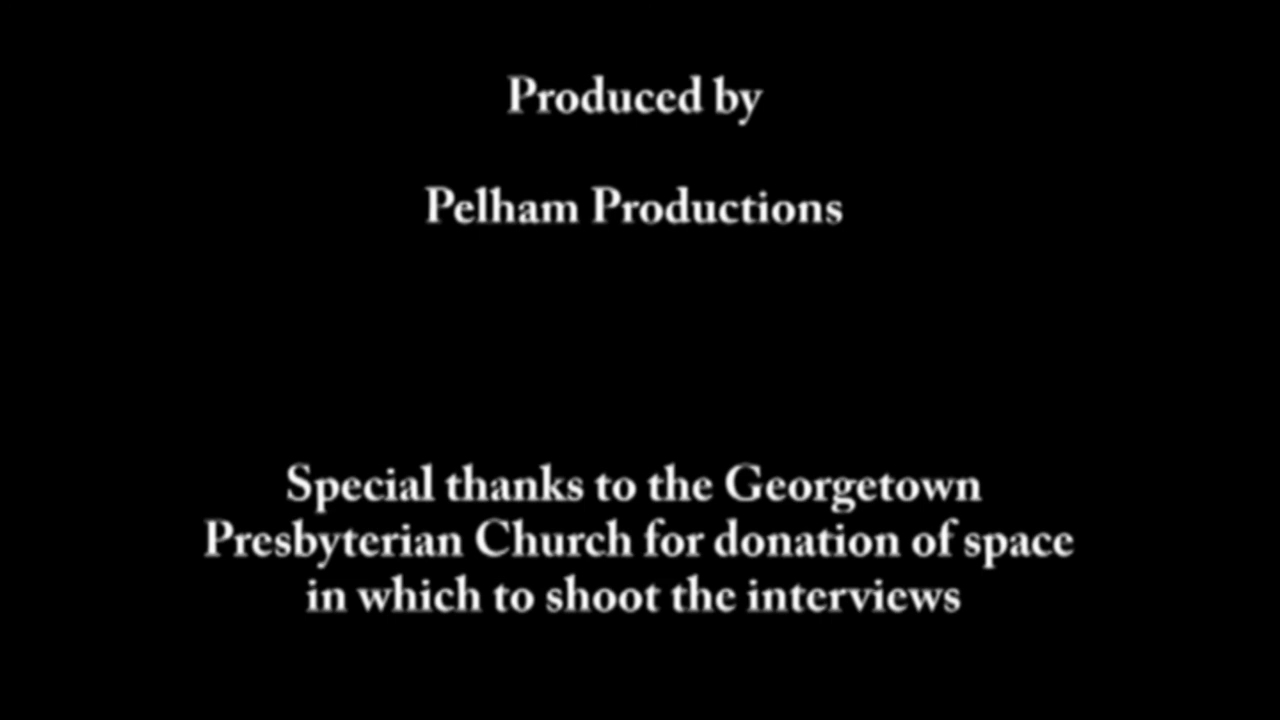 Produced by
Pelham Productions
Special thanks to the Georgetown
Presbyterian Church for donation of space
in which to shoot the interviews